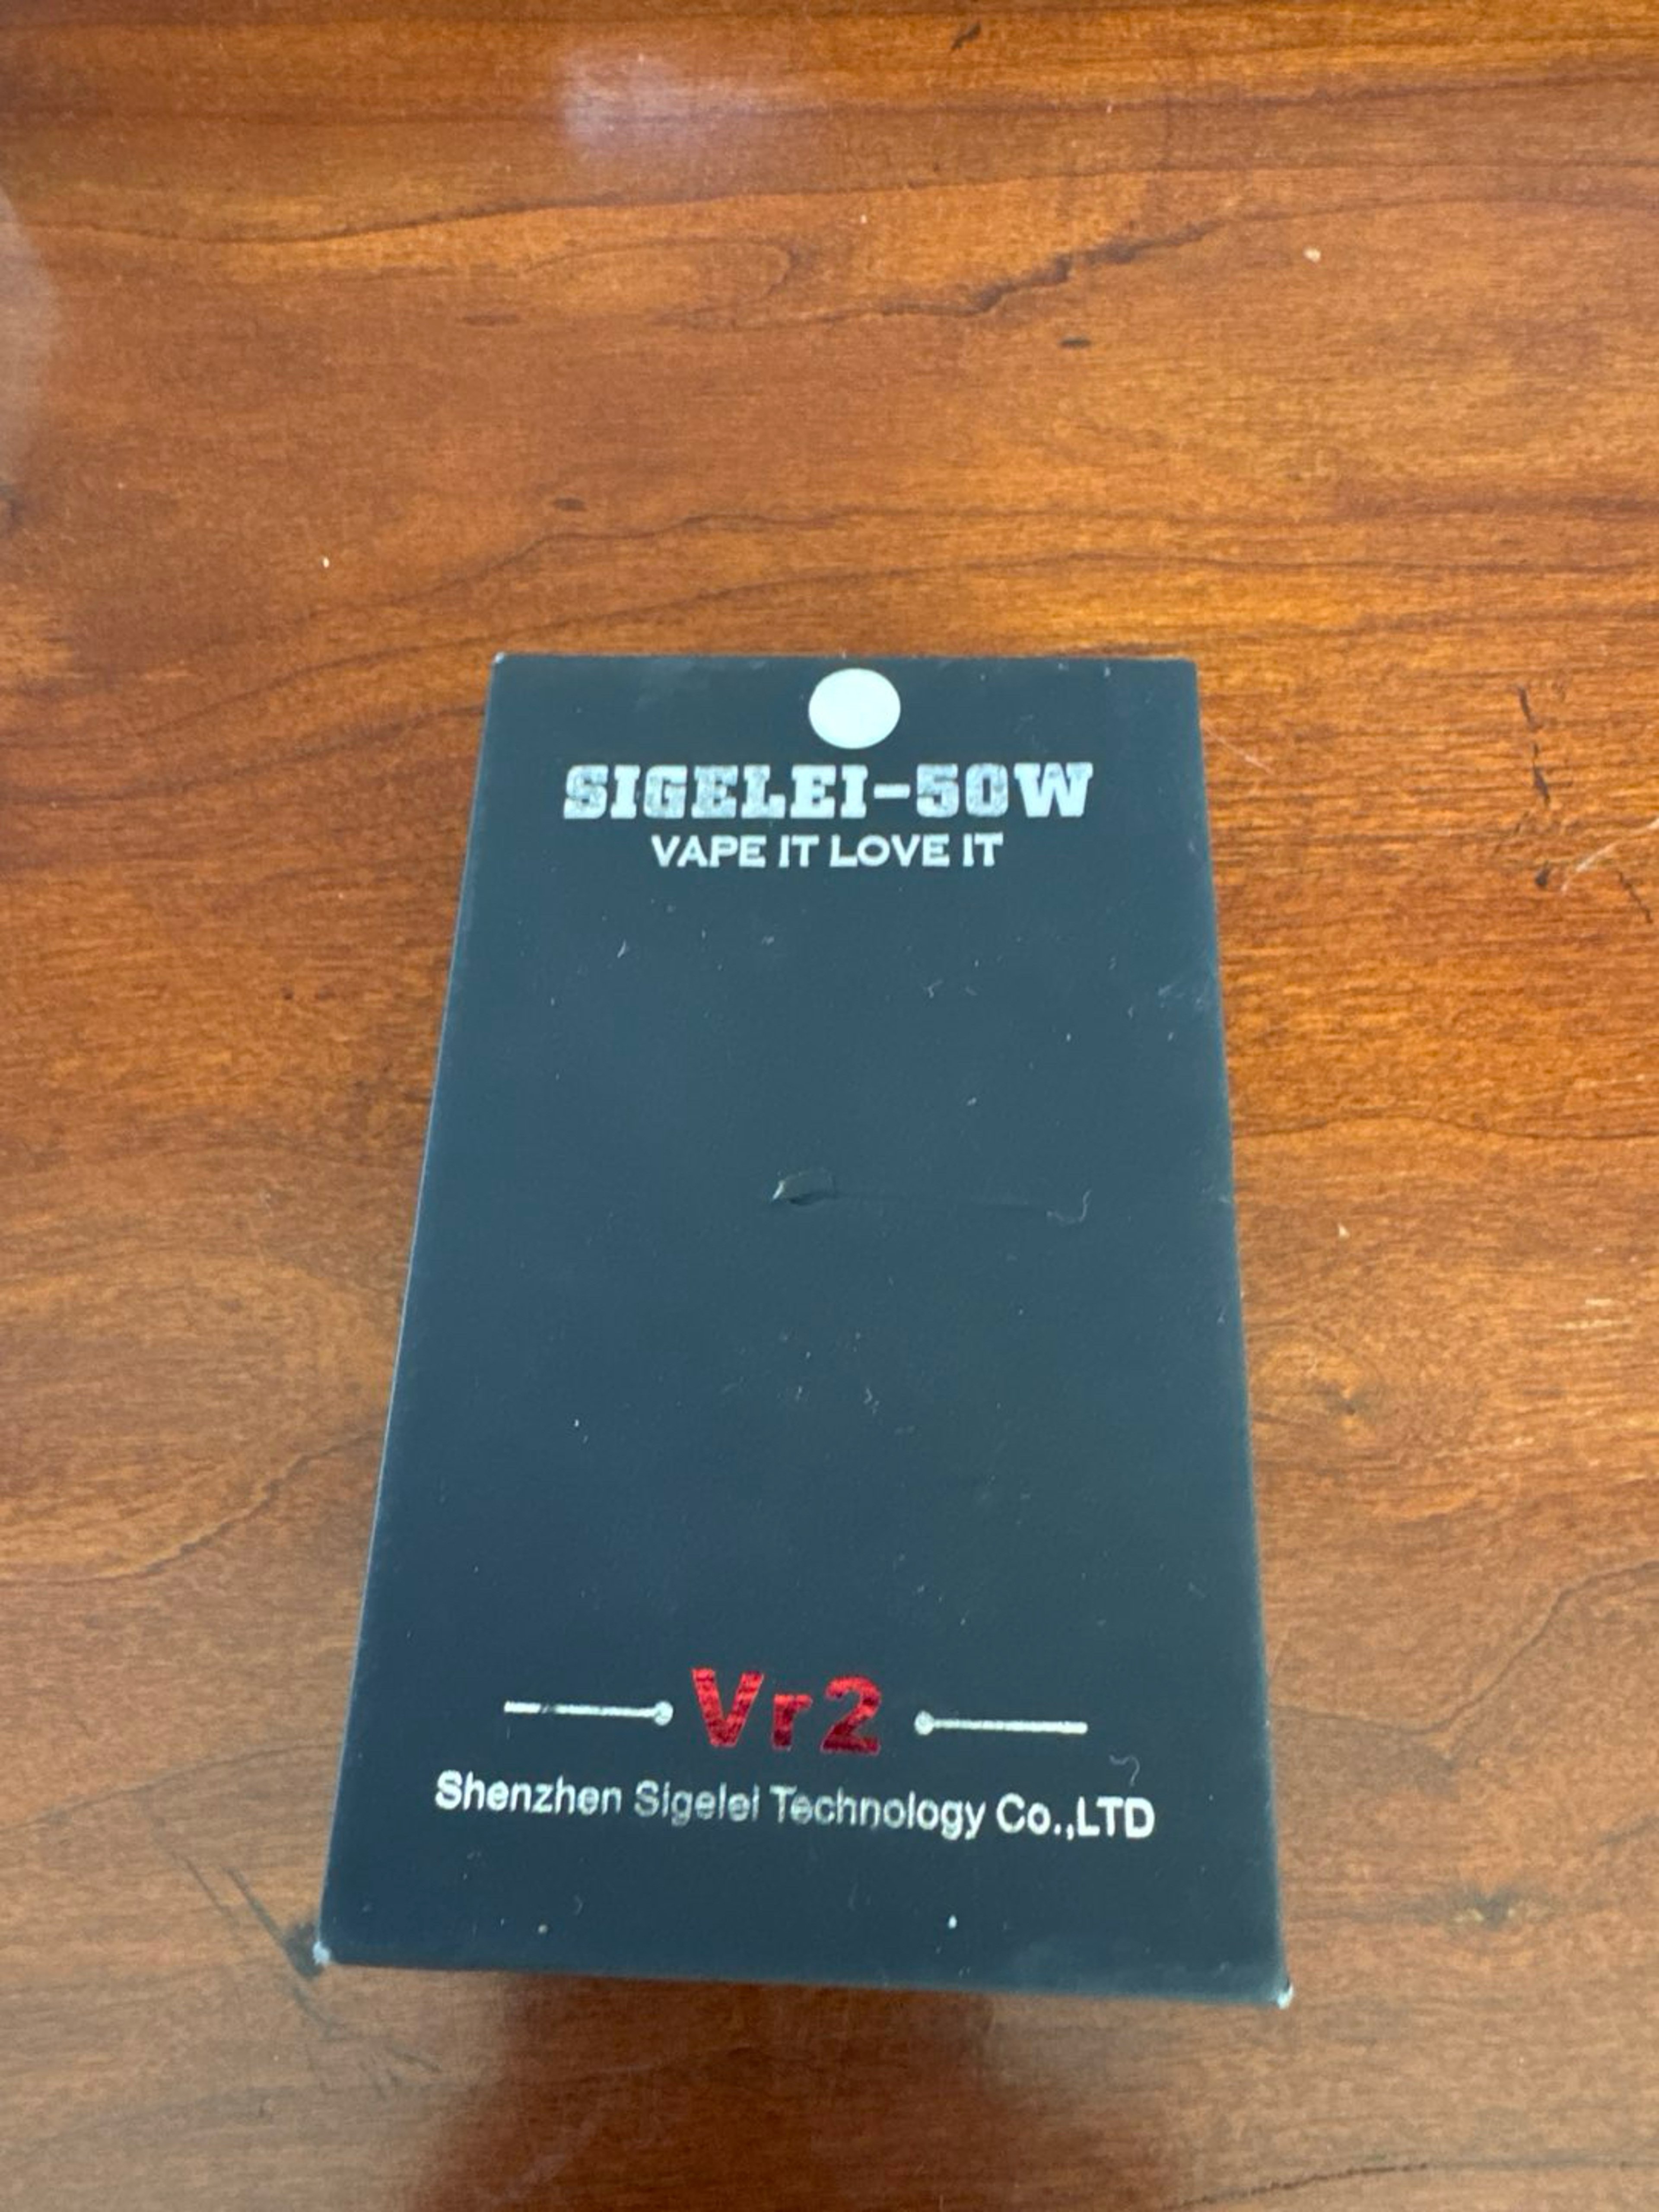 SIGELEI-50W
VAPE IT LOVE IT
Vr2
Shenzhen Sigelei Technology Co.,LTD